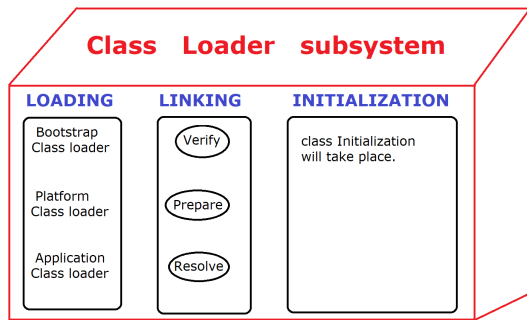 Class Loader subsystem
LOADING
LINKING
INITIALIZATION
Bootstrap
Class loader
Platform
Class loader
Application
Class loader
Verify
Prepare
Resolve
class Initialization
will take place.